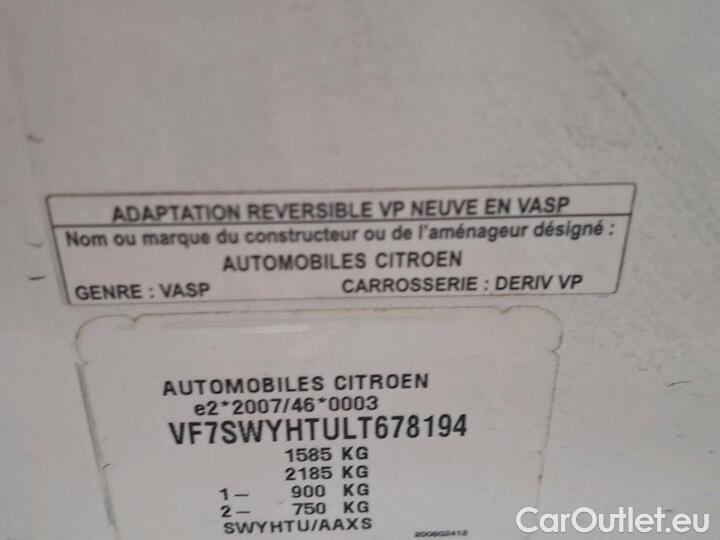 ADAPTATION REVERSIBLE VP NEUVE EN VASP
Nom ou marque du constructeur ou de l'aménageur désigné :
AUTOMOBILES CITROEN
GENRE : VASP CARROSSERIE : DERIV VP
AUTOMOBILES CITROEN
e2*2007/46*0003
VF7SWYHTULT678194
1585 KG
2185 KG
1- 900 KG
2- 750 KG
SWYHTU/AAXS
200602412
CarOutlet.eu